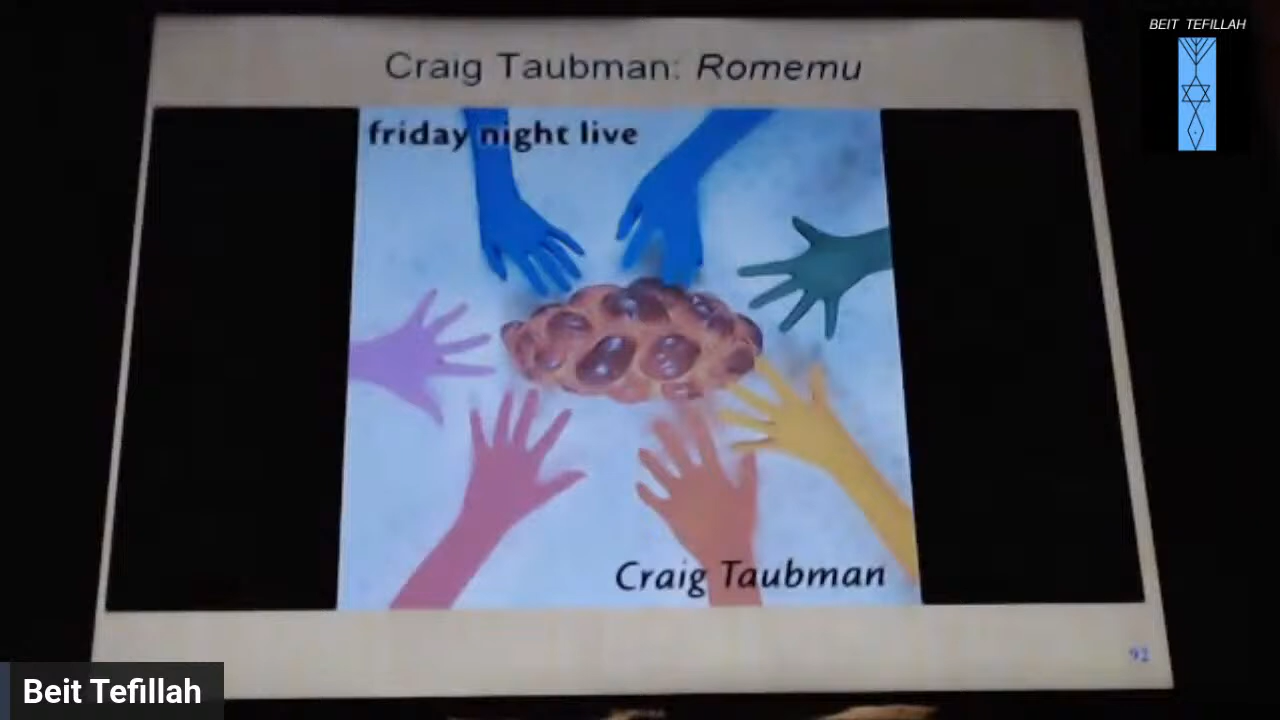 BEIT TEFILLAH
Craig Taubman: Romemu
friday night live
Craig Taubman
92
Beit Tefillah